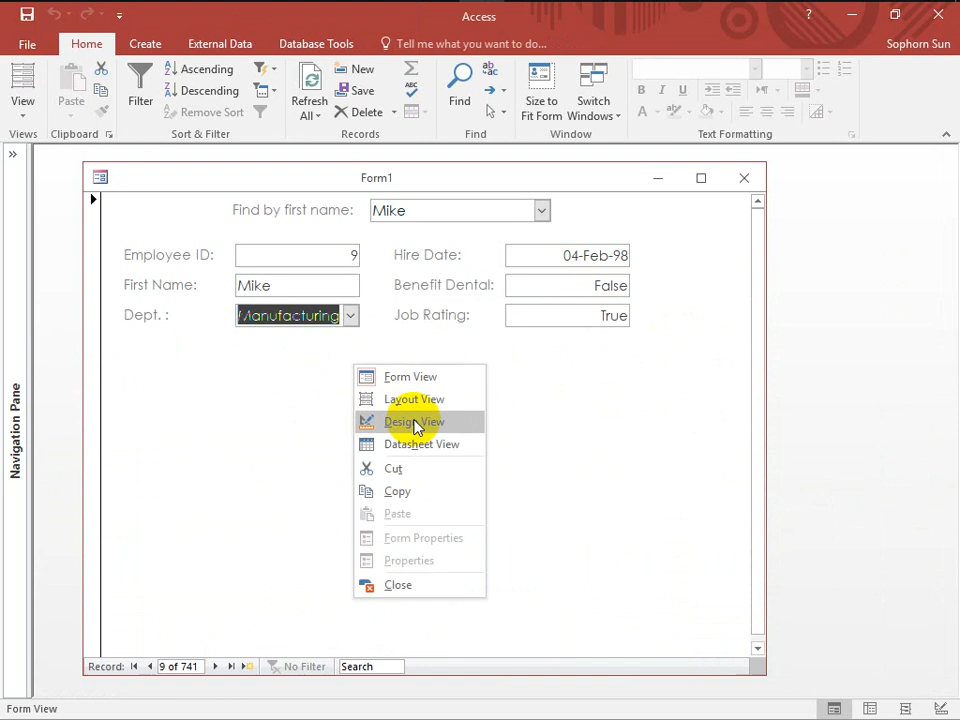 Access
?
File
Home
Create
External Data
Database Tools
Tell me what you want to do...
Sophorn Sun
View
Views
Paste
Clipboard
Filter
Ascending
Descending
Remove Sort
Sort & Filter
Refresh
All
New
Save
Delete
Records
ABC
Find
ab
ac
Find
Size to
Fit Form
Switch
Windows
Window
B I U
A
Text Formatting
»
Navigation Pane
Form1
Find by first name: Mike
Employee ID: 9
Hire Date: 04-Feb-98
First Name: Mike
Benefit Dental: False
Dept. : Manufacturing
Job Rating: True
Form View
Layout View
Design View
Datasheet View
Cut
Copy
Paste
Form Properties
Properties
Close
Record: 9 of 741 No Filter Search
Form View